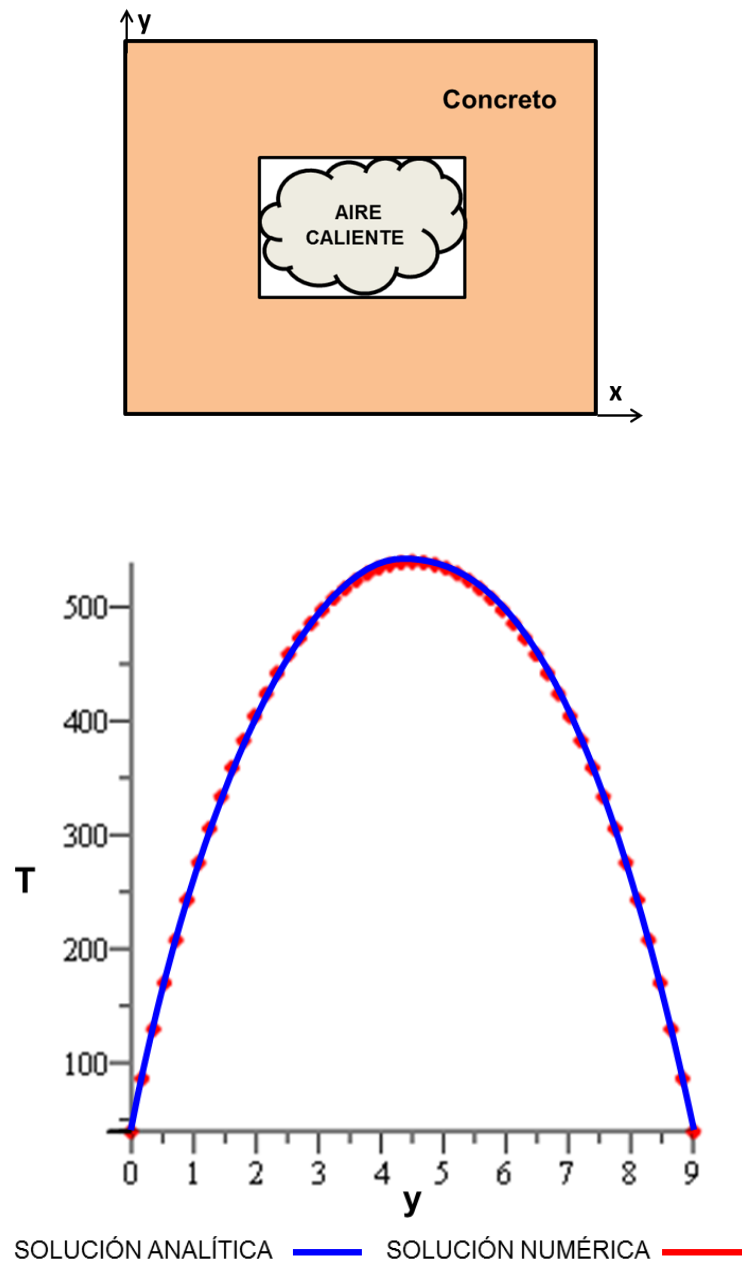 y
Concreto
AIRE
CALIENTE
x
500
400
300
T
200
100
0 1 2 3 4 5 6 7 8 9
y
SOLUCIÓN ANALÍTICA SOLUCIÓN NUMÉRICA